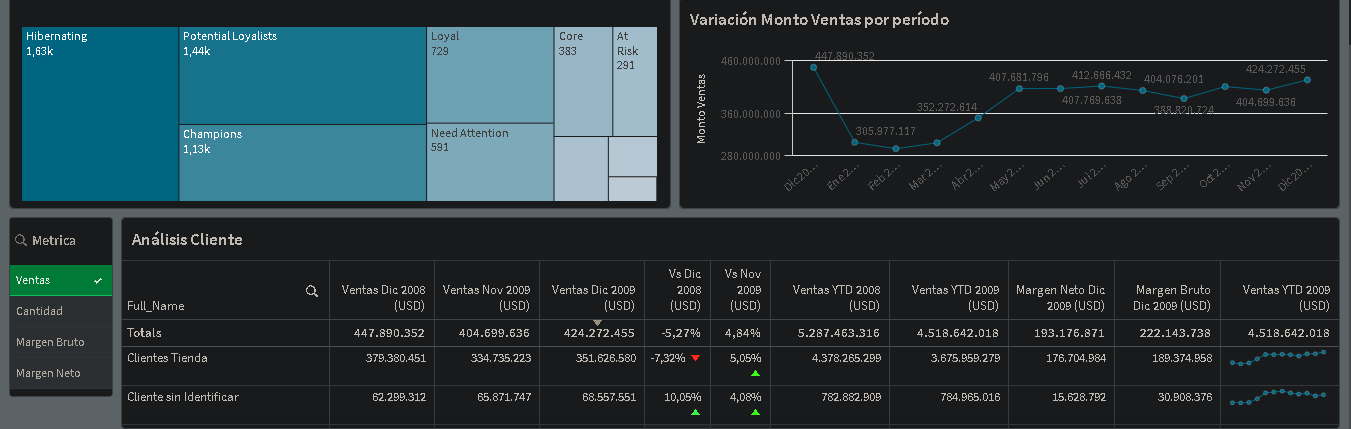 Hibernating
1,63k
Potential Loyalists
1,44k
Champions
1,13k
Loyal
729
Need Attention
591
Core
383
At
Risk
291
Variación Monto Ventas por período
Monto Ventas
460.000.000
360.000.000
280.000.000
447.890.352
305.977.117
352.272.614
407.681.796
407.769.638
412.666.432
404.076.201
388.820.724
404.699.636
424.272.455
Dic20...
Ene2...
Feb2...
Mar2...
Abr2...
May2...
Jun2...
Jul2...
Ago2...
Sep2...
Oct2...
Nov2...
Dic20...
Metrica
Ventas
Cantidad
Margen Bruto
Margen Neto
Análisis Cliente
Full_Name
Ventas Dic 2008
(USD)
Ventas Nov 2009
(USD)
Ventas Dic 2009
(USD)
Vs Dic
2008
(USD)
Vs Nov
2009
(USD)
Ventas YTD 2008
(USD)
Ventas YTD 2009
(USD)
Margen Neto Dic
2009 (USD)
Margen Bruto
Dic 2009 (USD)
Ventas YTD 2009
(USD)
Totals 447.890.352 404.699.636 424.272.455 -5,27% 4,84% 5.287.463.316 4.518.642.018 193.176.871 222.143.738 4.518.642.018
Clientes Tienda 379.380.451 334.735.223 351.626.580 -7,32% 5,05% 4.378.265.299 3.675.959.279 176.704.984 189.374.958
Cliente sin Identificar 62.299.312 65.871.747 68.557.551 10,05% 4,08% 782.882.909 784.965.016 15.628.792 30.908.376